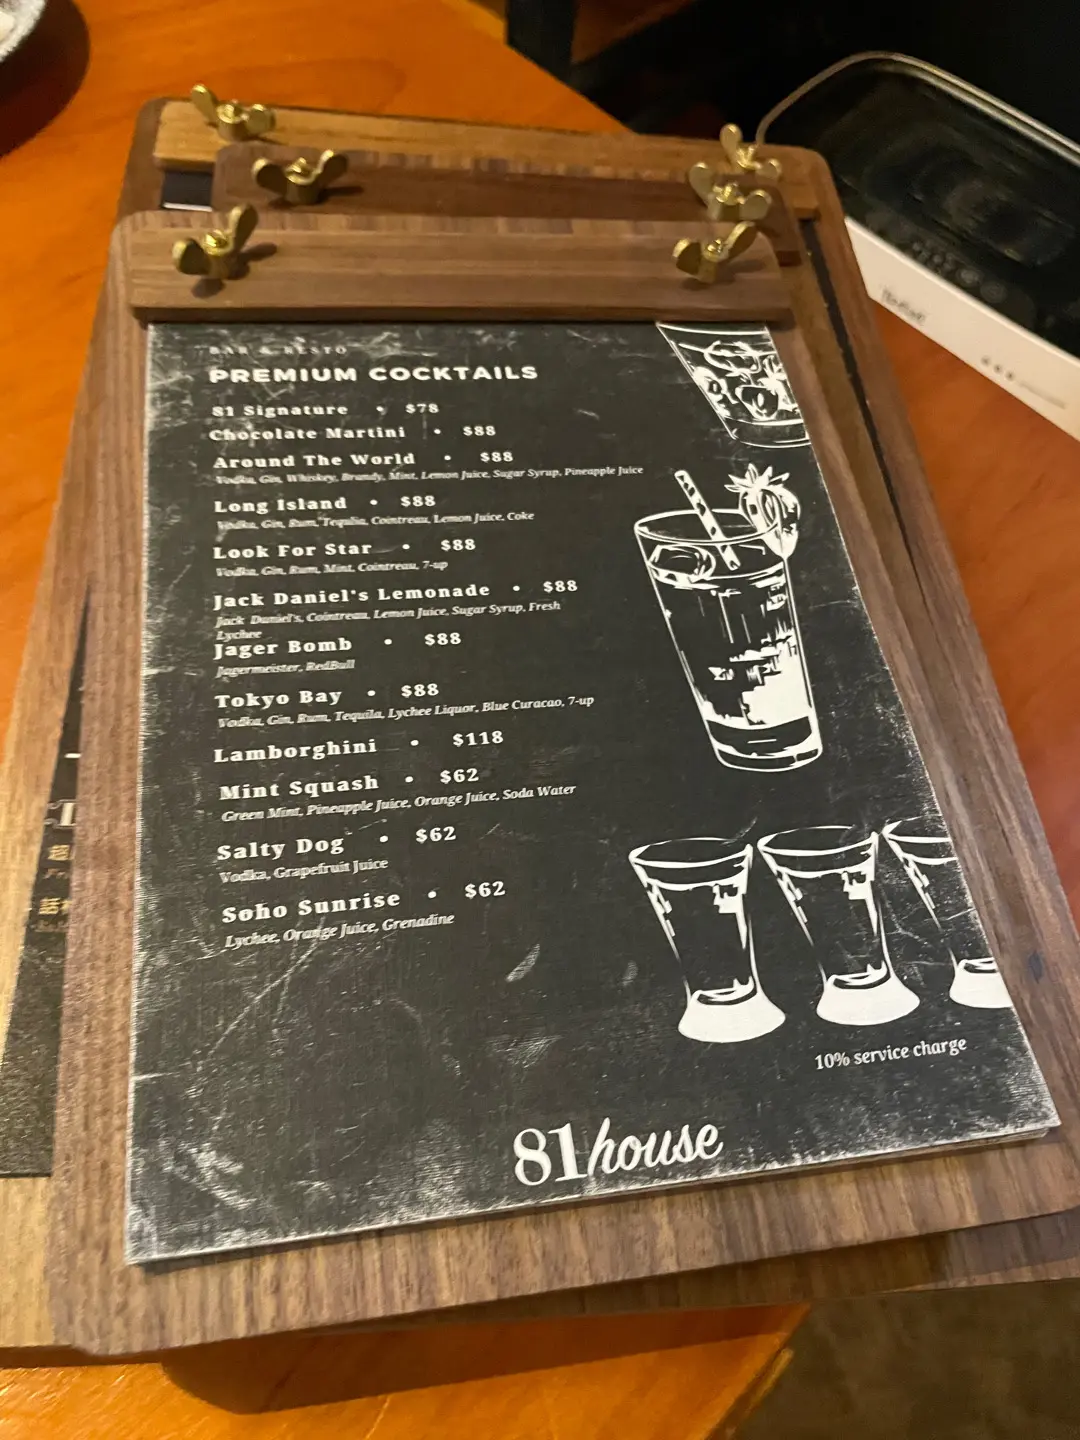 BAR & RESTO
PREMIUM COCKTAILS
81 Signature • $78
Chocolate Martini • $88
Around The World • $88
Vodka, Gin, Whiskey, Brandy, Mint, Lemon Juice, Sugar Syrup, Pineapple Juice
Long Island • $88
Vodka, Gin, Rum, Tequila, Cointreau, Lemon Juice, Coke
Look For Star • $88
Vodka, Gin, Rum, Mint, Cointreau, 7-up
Jack Daniel's Lemonade • $88
Jack Daniel's, Cointreau, Lemon Juice, Sugar Syrup, Fresh
Lychee
Jager Bomb • $88
Jagermeister, RedBull
Tokyo Bay • $88
Vodka, Gin, Rum, Tequila, Lychee Liquor, Blue Curacao, 7-up
Lamborghini • $118
Mint Squash • $62
Green Mint, Pineapple Juice, Orange Juice, Soda Water
Salty Dog • $62
Vodka, Grapefruit Juice
Soho Sunrise • $62
Lychee, Orange Juice, Grenadine
10% service charge
81house